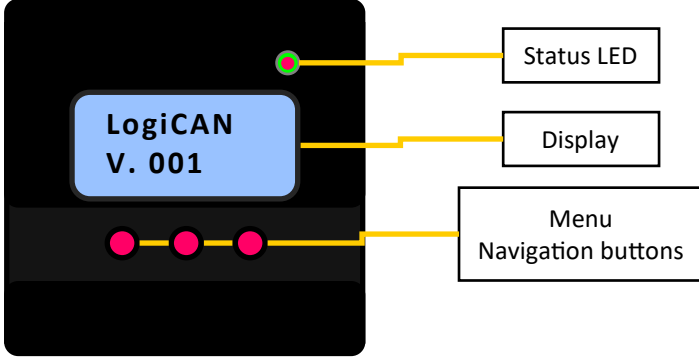 Status LED
LogiCAN
V. 001
Display
Menu
Navigation buttons